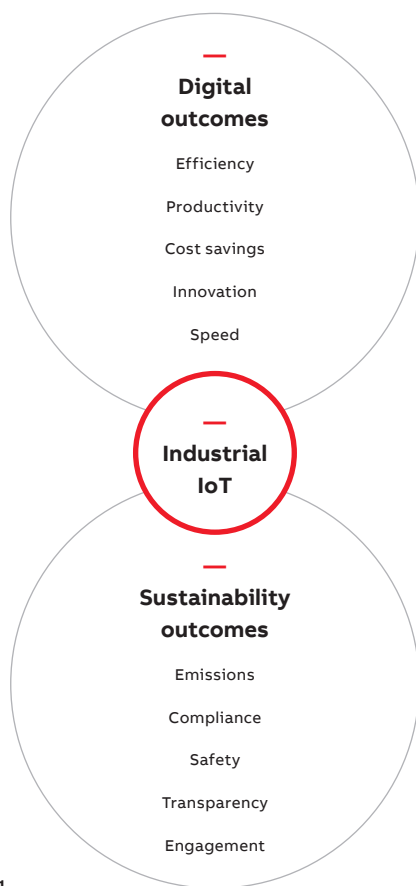 Digital
outcomes
Efficiency
Productivity
Cost savings
Innovation
Speed
Industrial
IoT
Sustainability
outcomes
Emissions
Compliance
Safety
Transparency
Engagement